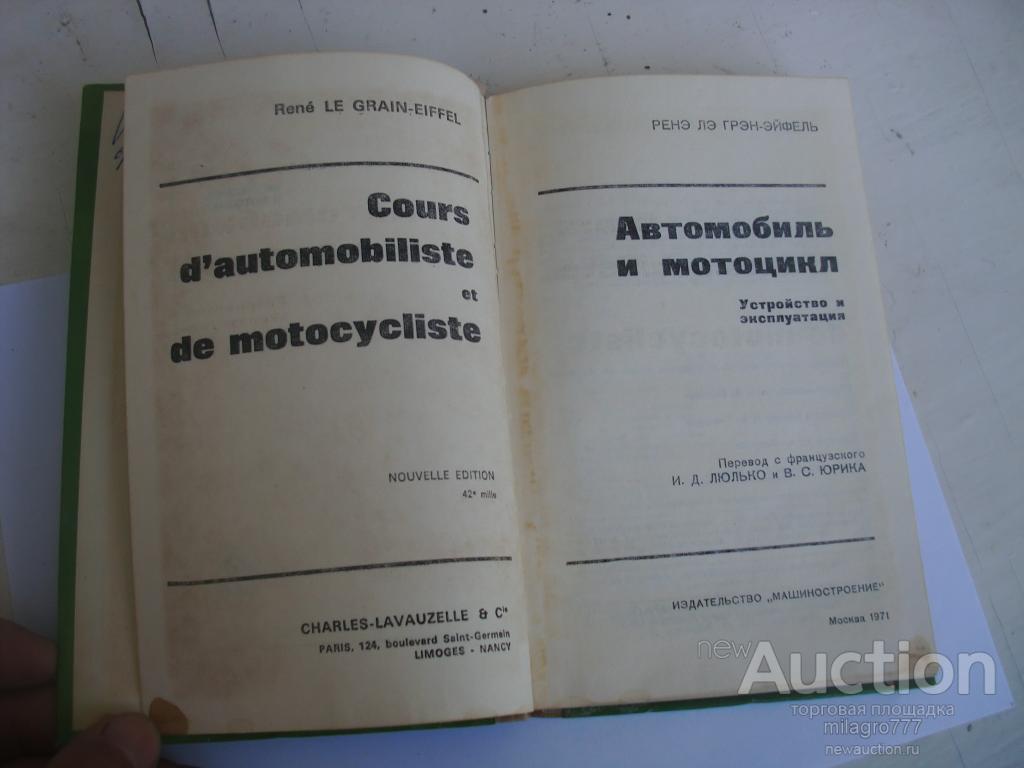 René LE GRAIN-EIFFEL
Cours
d'automobiliste
et
de motocycliste
NOUVELLE EDITION
42e mille
CHARLES-LAVAUZELLE & Cie
PARIS, 124, boulevard Saint-Germain
LIMOGES - NANCY
РЕНЭ ЛЭ ГРЭН-ЭЙФЕЛЬ
Автомобиль
и мотоцикл
Устройство и
эксплуатация
Перевод с французского
И. Д. ЛЮЛЬКО и В. С. ЮРИКА
ИЗДАТЕЛЬСТВО „МАШИНОСТРОЕНИЕ"
Москва 1971
newAuction
торговая площадка
milagro777
newauction.ru